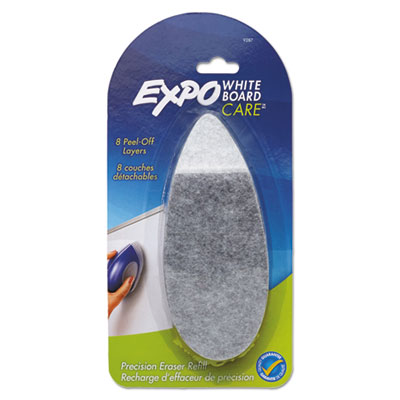 EXPO
WHITE
BOARD
CARE
8 Peel-Off
Layers
8 couches
détachables
Precision Eraser Refill
Recharge d'effaceur de précision